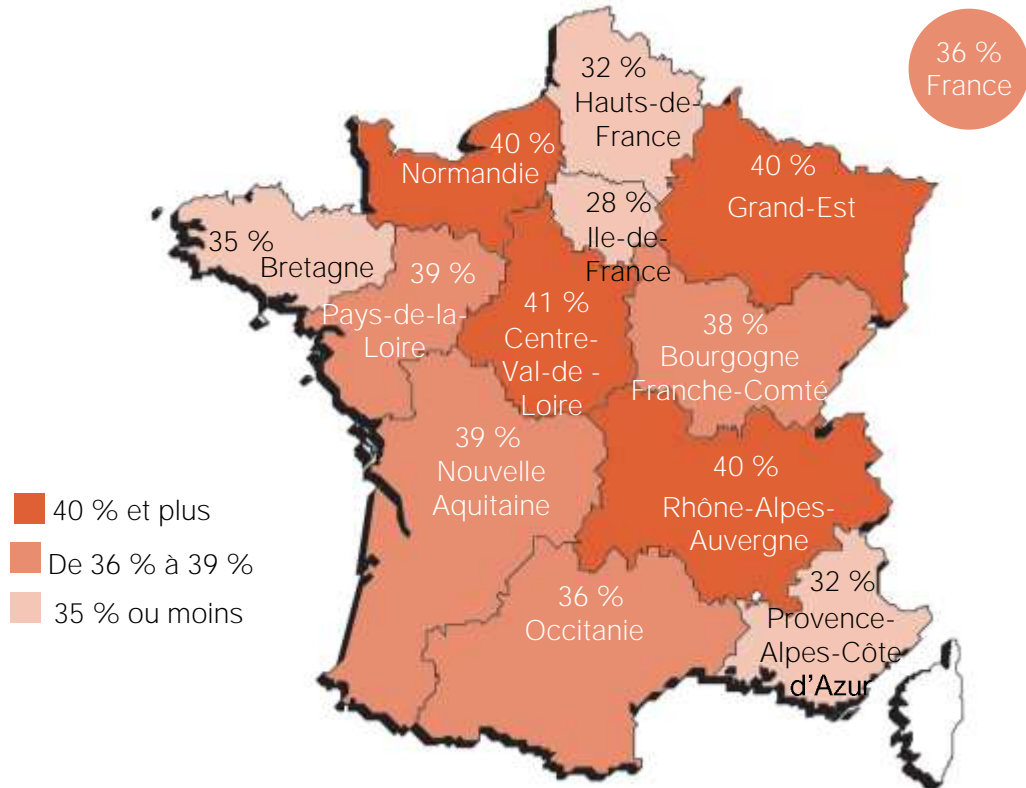 36 %
France
32 %
Hauts-de-
France
40 %
Normandie
40 %
Grand-Est
28 %
Ile-de-
France
35 %
Bretagne
39 %
Pays-de-la-
Loire
41 %
Centre-
Val-de -
Loire
38 %
Bourgogne
Franche-Comté
39 %
Nouvelle
Aquitaine
40 %
Rhône-Alpes-
Auvergne
36 %
Occitanie
32 %
Provence-
Alpes-Côte
d'Azur
40 % et plus
De 36 % à 39 %
35 % ou moins